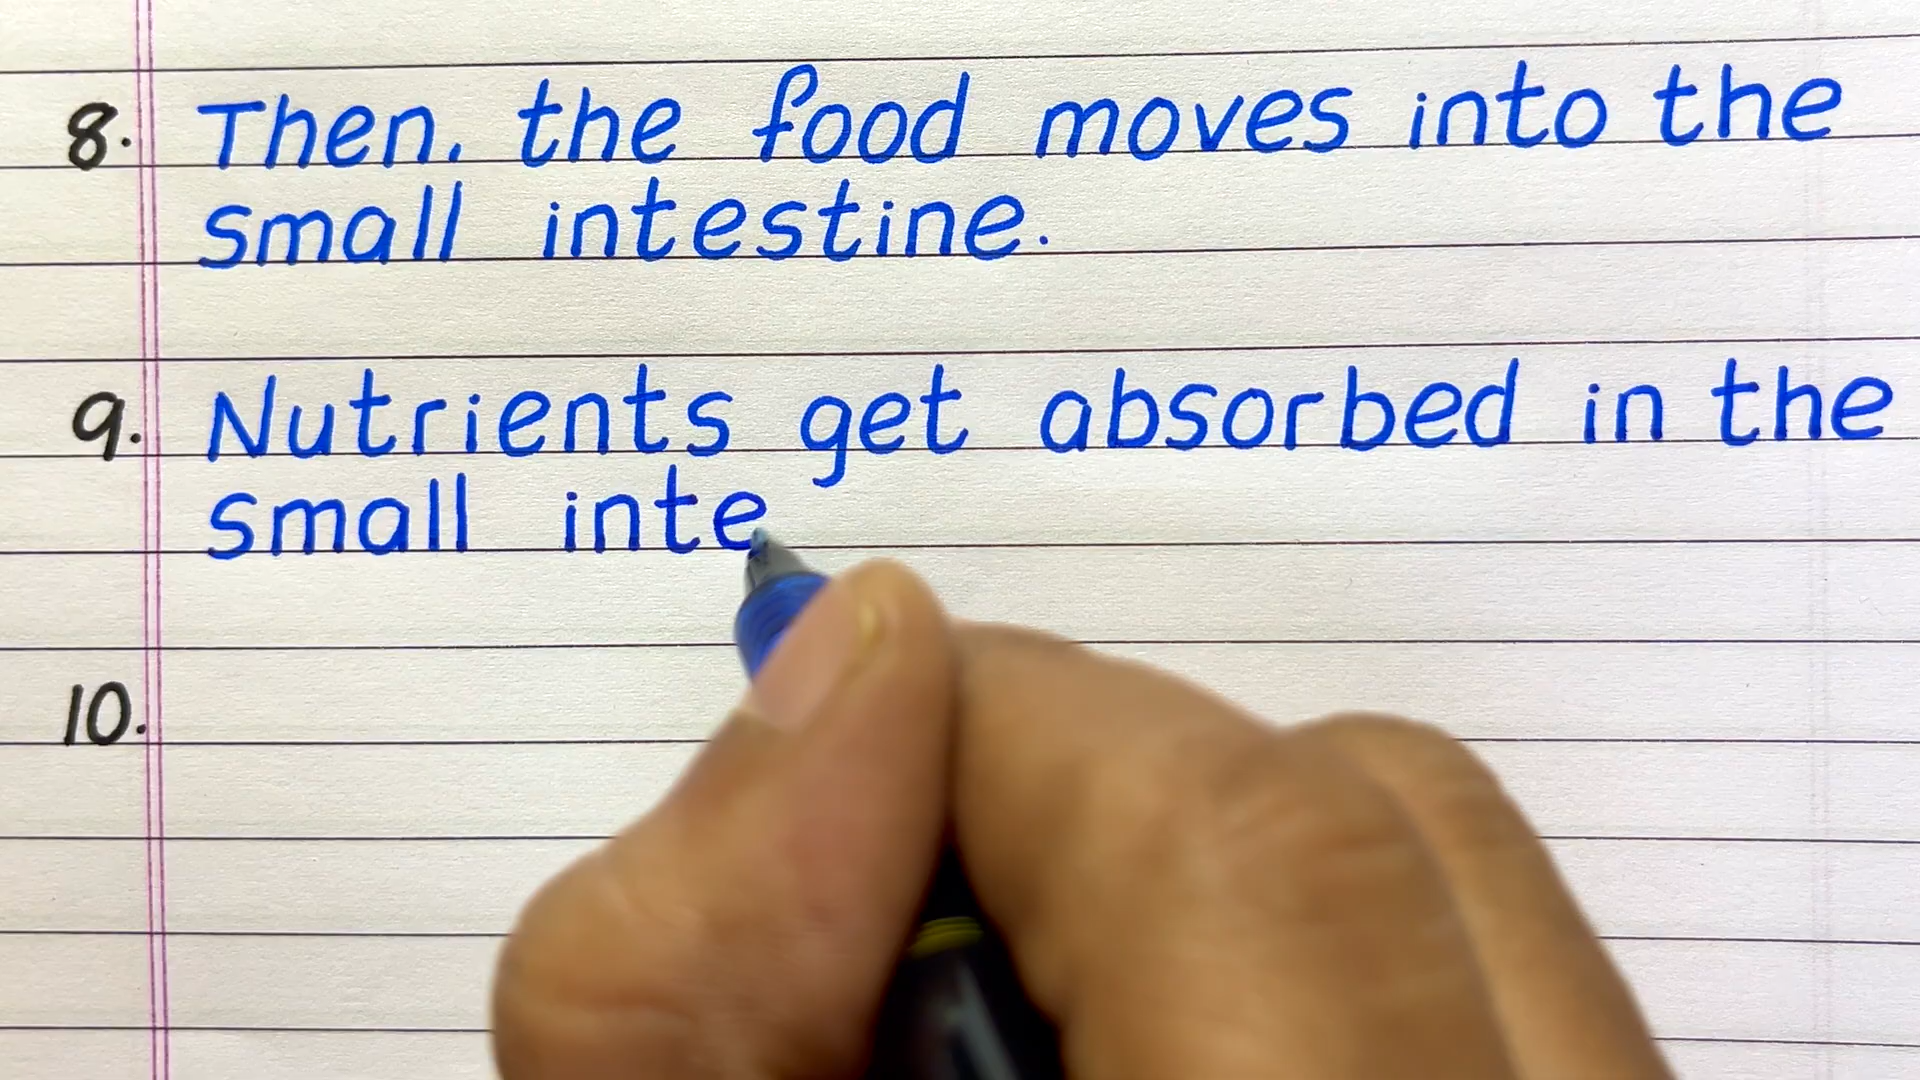 8. Then, the food moves into the
small intestine.
9. Nutrients get absorbed in the
small inte
10.